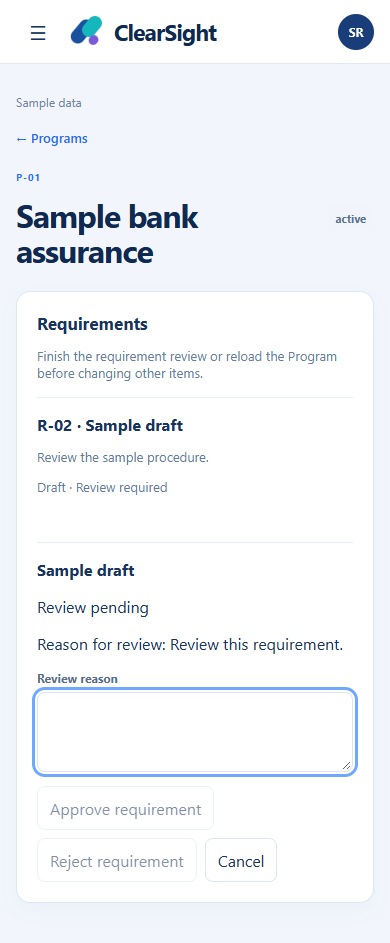 ☰ ClearSight SR
Sample data
← Programs
P-01
Sample bank assurance
active
Requirements
Finish the requirement review or reload the Program
before changing other items.
R-02 · Sample draft
Review the sample procedure.
Draft · Review required
Sample draft
Review pending
Reason for review: Review this requirement.
Review reason
Approve requirement
Reject requirement Cancel